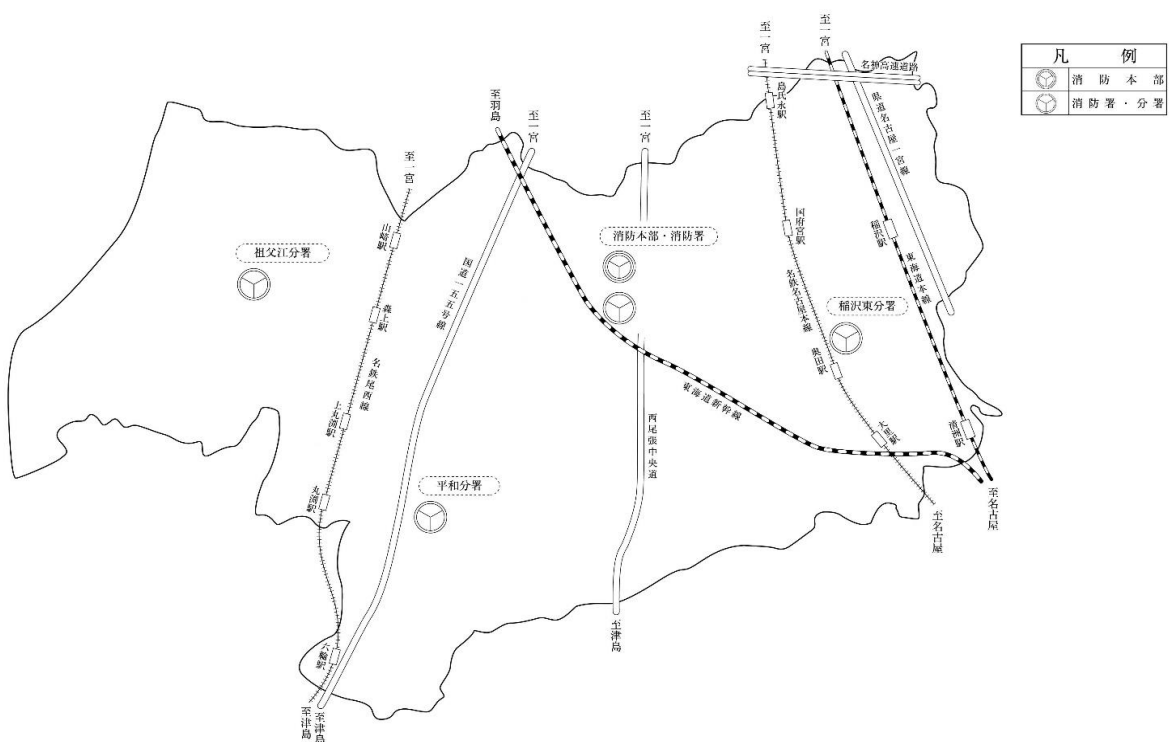 凡例
消防本部
消防署・分署
至一宮
至一宮
名神高速道路
島氏永駅
県道名古屋一宮線
至羽島
至一宮
至一宮
至一宮
山崎駅
国府宮駅
稲沢駅
消防本部・消防署
祖父江分署
国道一五五号線
東海道本線
名鉄名古屋本線
稲沢東分署
森上駅
奥田駅
名鉄尾西線
東海道新幹線
上丸渕駅
西尾張中央道
大里駅
清洲駅
平和分署
丸渕駅
至名古屋
至名古屋
至津島
六輪駅
至津島
至津島